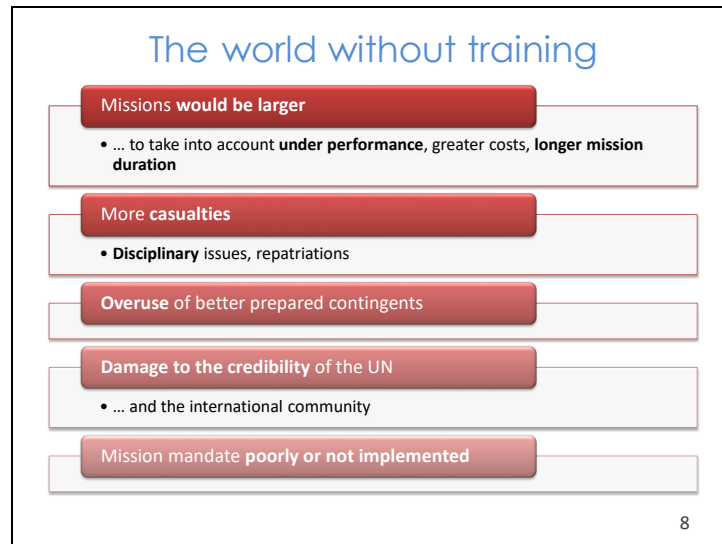 The world without training
Missions would be larger
• … to take into account under performance, greater costs, longer mission
duration
More casualties
• Disciplinary issues, repatriations
Overuse of better prepared contingents
Damage to the credibility of the UN
• … and the international community
Mission mandate poorly or not implemented
8